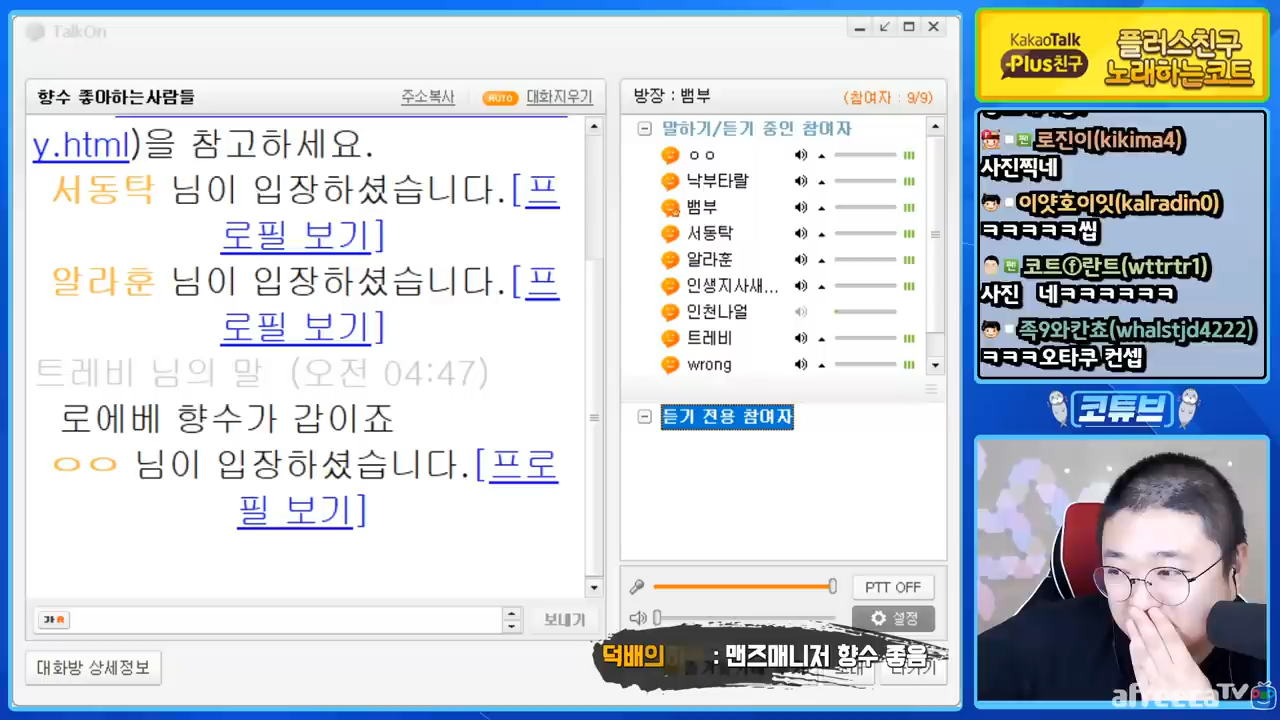 TalkOn
향수 좋아하는사람들
주소복사
AUTO
대화지우기
y.html)을 참고하세요.
서동탁 님이 입장하셨습니다.[프
로필 보기]
알라훈 님이 입장하셨습니다.[프
로필 보기]
트레비 님의 말 (오전 04:47)
로에베 향수가 갑이죠
ㅇㅇ 님이 입장하셨습니다.[프로
필 보기]
가
보내기
대화방 상세정보
방장 : 뱀부
(참여자 : 9/9)
말하기/듣기 중인 참여자
ㅇㅇ
낙부타랄
뱀부
서동탁
알라훈
인생지사새...
인천나얼
트레비
wrong
듣기 전용 참여자
PTT OFF
설정
덕배의
: 맨즈매니저 향수 좋음
나가기
KakaoTalk
Plus친구
플러스친구
노래하는코트
팬 로진이(kikima4)
사진찍네
이얏호이잇(kalradin0)
ㅋㅋㅋㅋㅋ씹
팬 코트ⓕ란트(wttrtr1)
사진 네ㅋㅋㅋㅋㅋㅋ
족9와칸쵸(whalstjd4222)
ㅋㅋㅋ오타쿠 컨셉
코튜브
afreecaTV